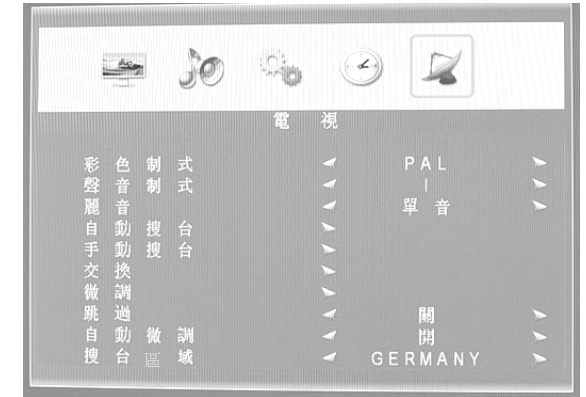 電視
彩色制式 PAL
聲音制式 I
麗音 單音
自動搜台
手動搜台
交換
微調
跳過 關
自動微調 開
搜台區域 GERMANY